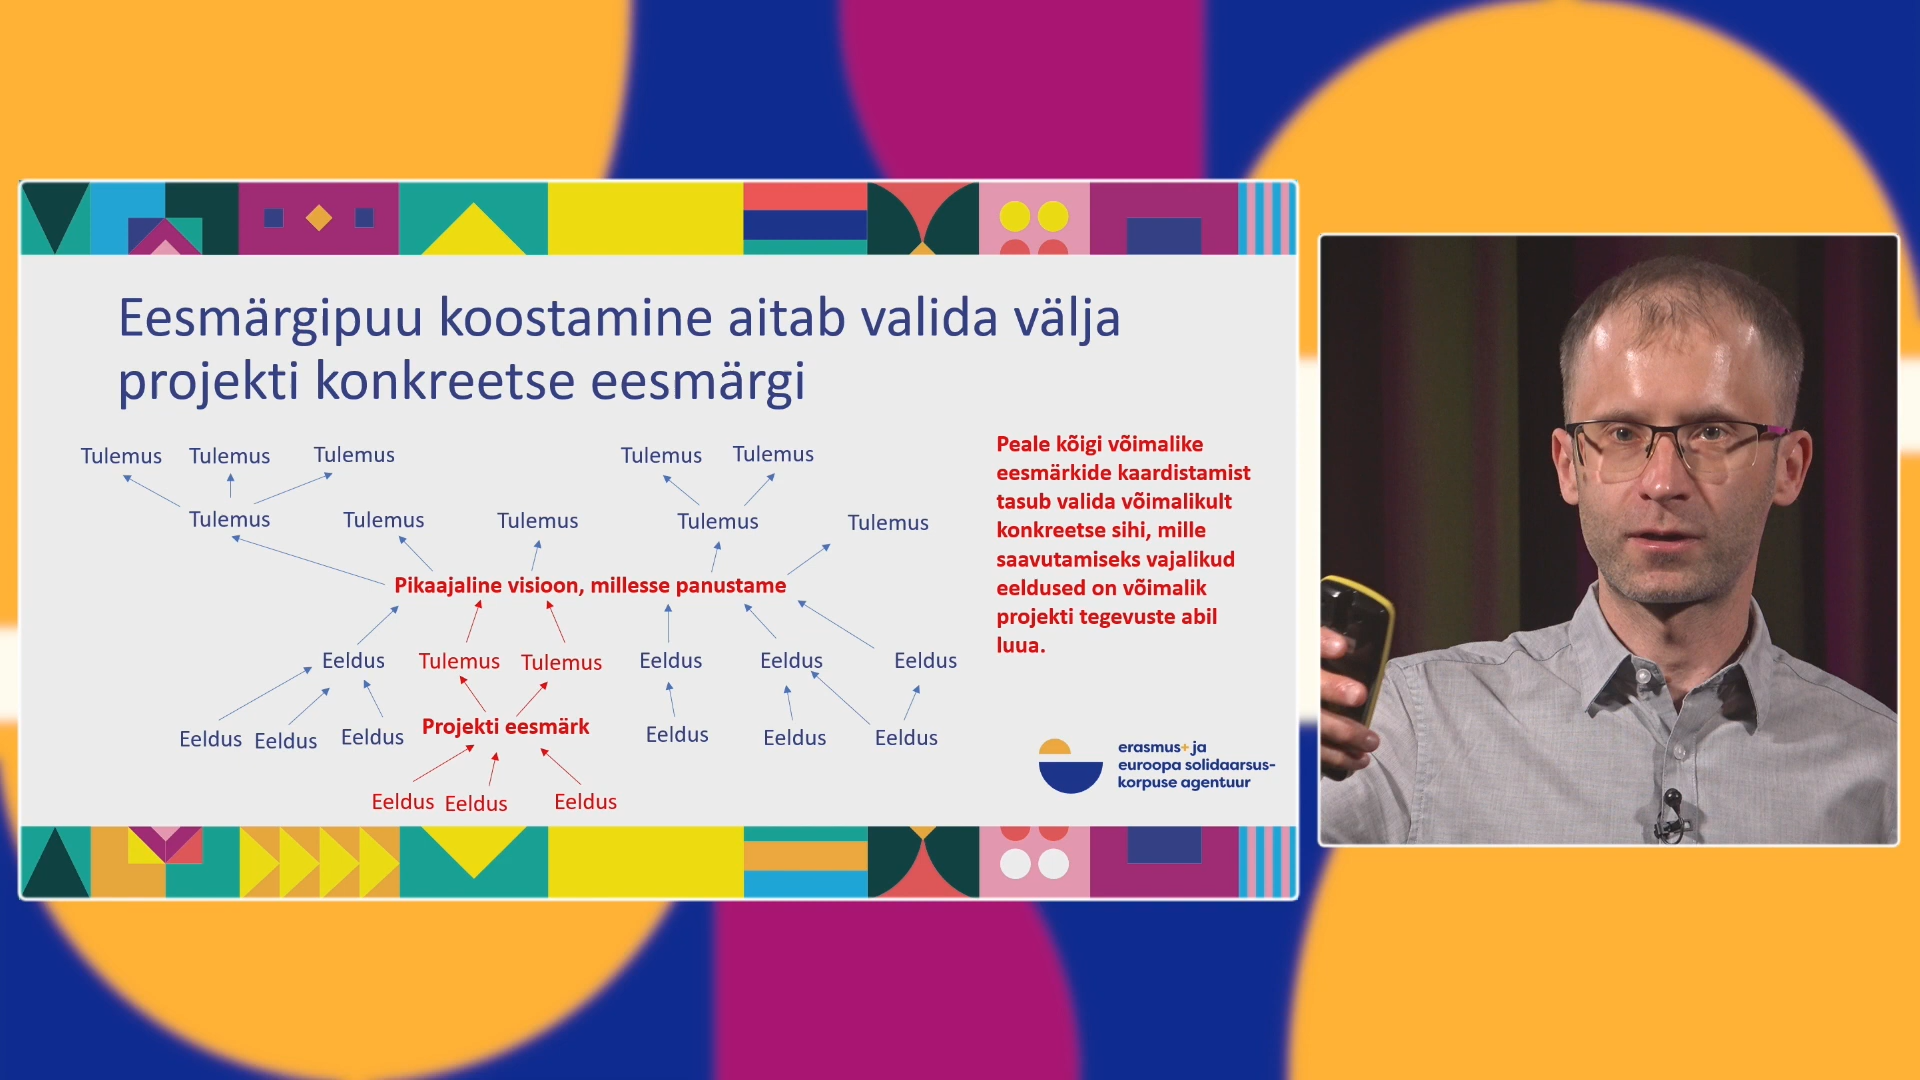 Eesmärgipuu koostamine aitab valida välja
projekti konkreetse eesmärgi
Tulemus Tulemus Tulemus Tulemus Tulemus
Tulemus Tulemus Tulemus Tulemus Tulemus
Pikaajaline visioon, millesse panustame
Eeldus Tulemus Tulemus Eeldus Eeldus Eeldus
Eeldus Eeldus Eeldus Projekti eesmärk Eeldus Eeldus Eeldus
Eeldus Eeldus Eeldus
Peale kõigi võimalike
eesmärkide kaardistamist
tasub valida võimalikult
konkreetse sihi, mille
saavutamiseks vajalikud
eeldused on võimalik
projekti tegevuste abil
luua.
erasmus+ ja
euroopa solidaarsus-
korpuse agentuur